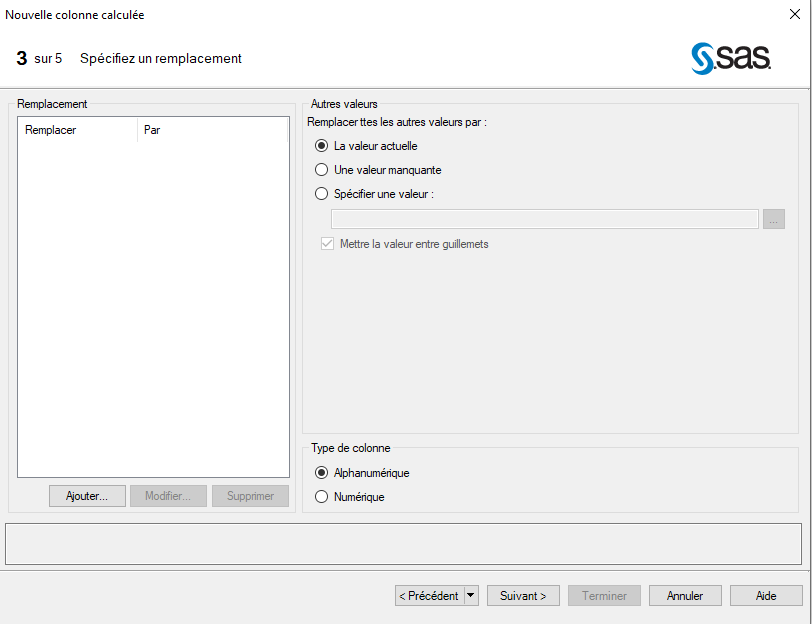 Nouvelle colonne calculée
3 sur 5 Spécifiez un remplacement
sas
Remplacement
Remplacer Par
Ajouter... Modifier... Supprimer
Autres valeurs
Remplacer ttes les autres valeurs par :
La valeur actuelle
Une valeur manquante
Spécifier une valeur :
...
Mettre la valeur entre guillemets
Type de colonne
Alphanumérique
Numérique
< Précédent Suivant > Terminer Annuler Aide